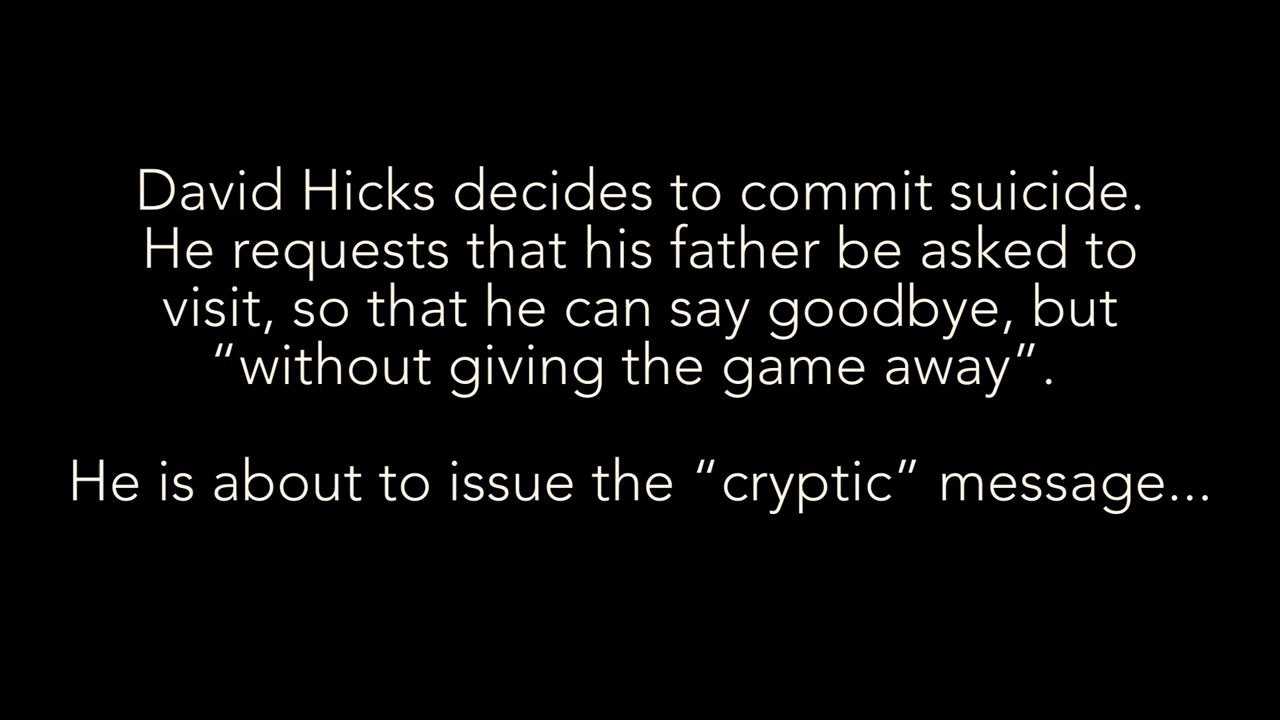 David Hicks decides to commit suicide.
He requests that his father be asked to
visit, so that he can say goodbye, but
“without giving the game away”.
He is about to issue the “cryptic” message...